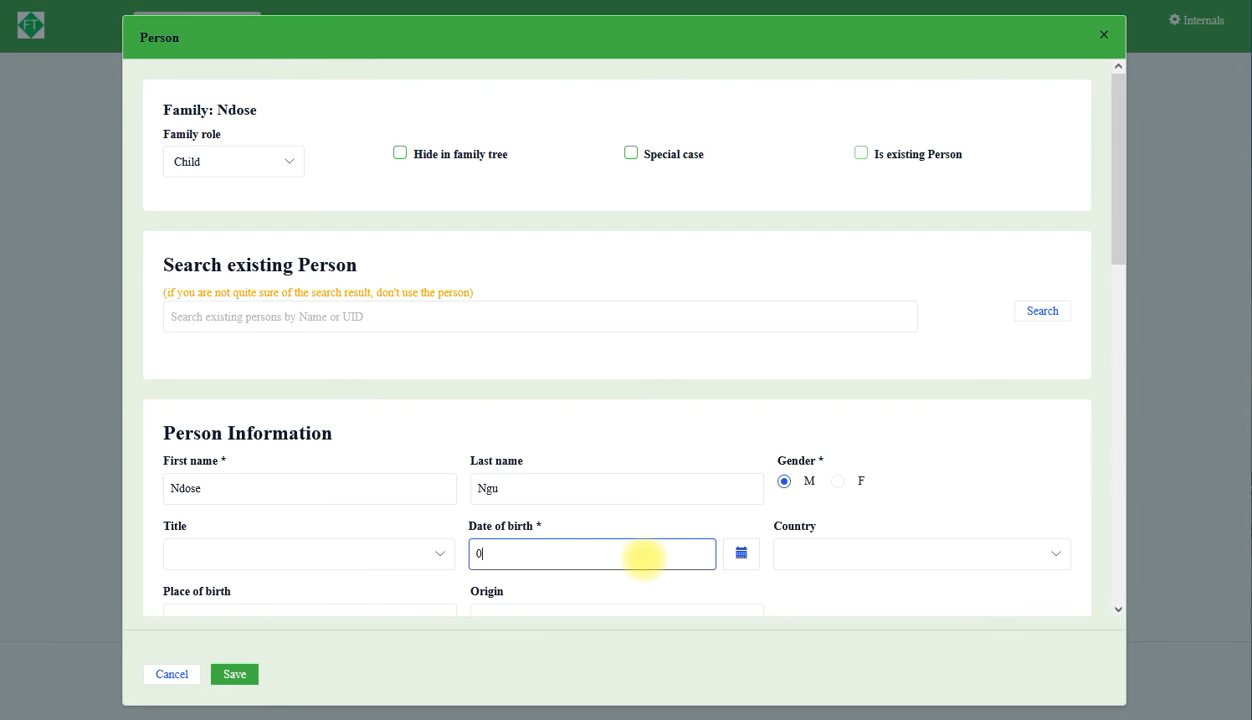 FT
Internals
Person
Family: Ndose
Family role
Child
Hide in family tree
Special case
Is existing Person
Search existing Person
(if you are not quite sure of the search result, don't use the person)
Search existing persons by Name or UID
Search
Person Information
First name *
Last name
Gender *
Ndose
Ngu
M
F
Title
Date of birth *
Country
0
Place of birth
Origin
Cancel
Save